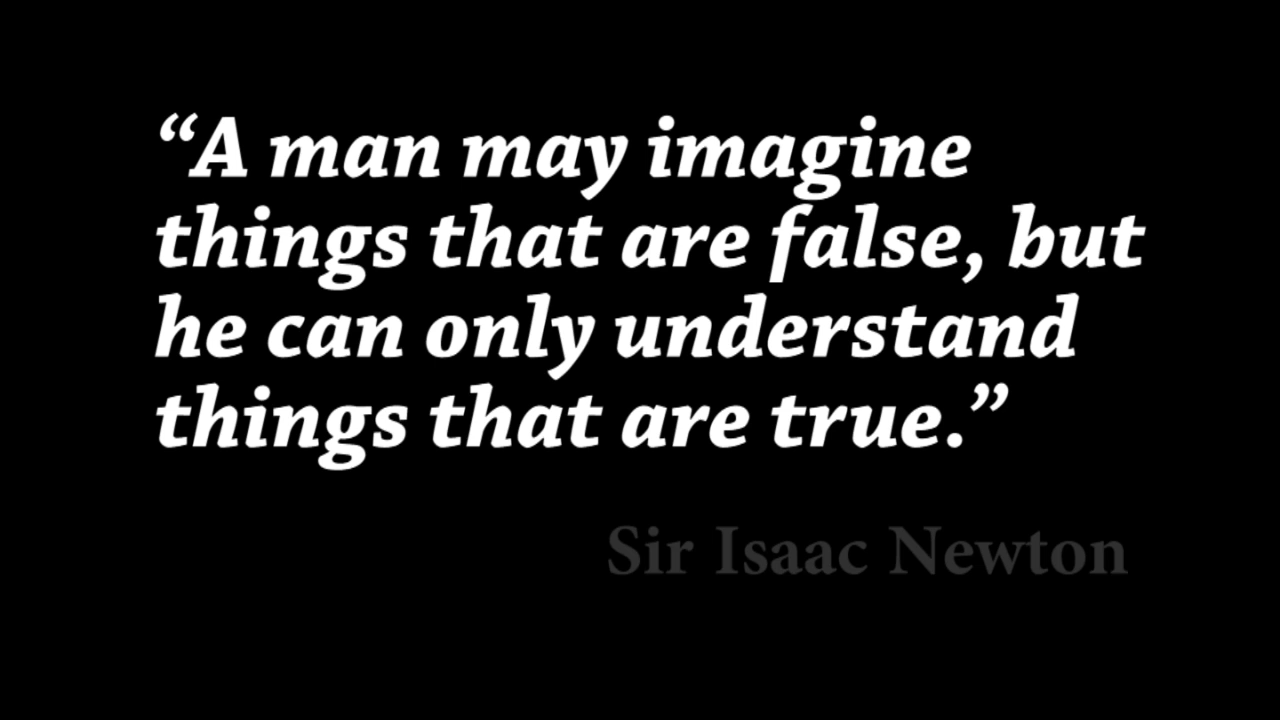 “A man may imagine
things that are false, but
he can only understand
things that are true.”
Sir Isaac Newton